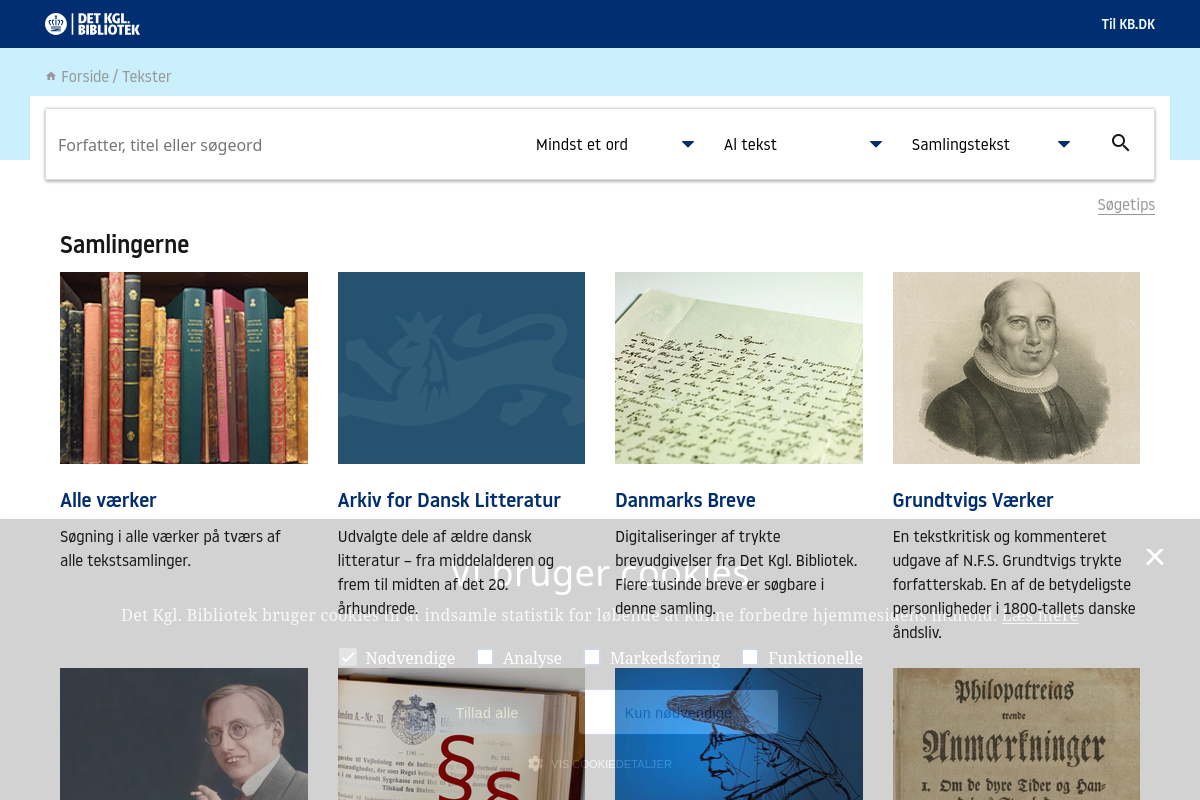 DET KGL.
BIBLIOTEK
Til KB.DK
Forside / Tekster
Forfatter, titel eller søgeord
Mindst et ord
Al tekst
Samlingstekst
Søgetips
Samlingerne
Alle værker
Søgning i alle værker på tværs af
alle tekstsamlinger.
Arkiv for Dansk Litteratur
Udvalgte dele af ældre dansk
litteratur – fra middelalderen og
frem til midten af det 20.
århundrede.
Danmarks Breve
Digitaliseringer af trykte
brevudgivelser fra Det Kgl. Bibliotek.
Flere tusinde breve er søgbare i
denne samling.
Grundtvigs Værker
En tekstkritisk og kommenteret
udgave af N.F.S. Grundtvigs trykte
forfatterskab. En af de betydeligste
personligheder i 1800-tallets danske
åndsliv.
Vi bruger cookies
Det Kgl. Bibliotek bruger cookies til at indsamle statistik for løbende at kunne forbedre hjemmesidens indhold. Læs mere
Nødvendige
Analyse
Markedsføring
Funktionelle
Tillad alle
Kun nødvendige
VIS COOKIEDETALJER
§
§
Philopatreias
trende
Anmærkninger
1. Om de dyre Tider og Han-